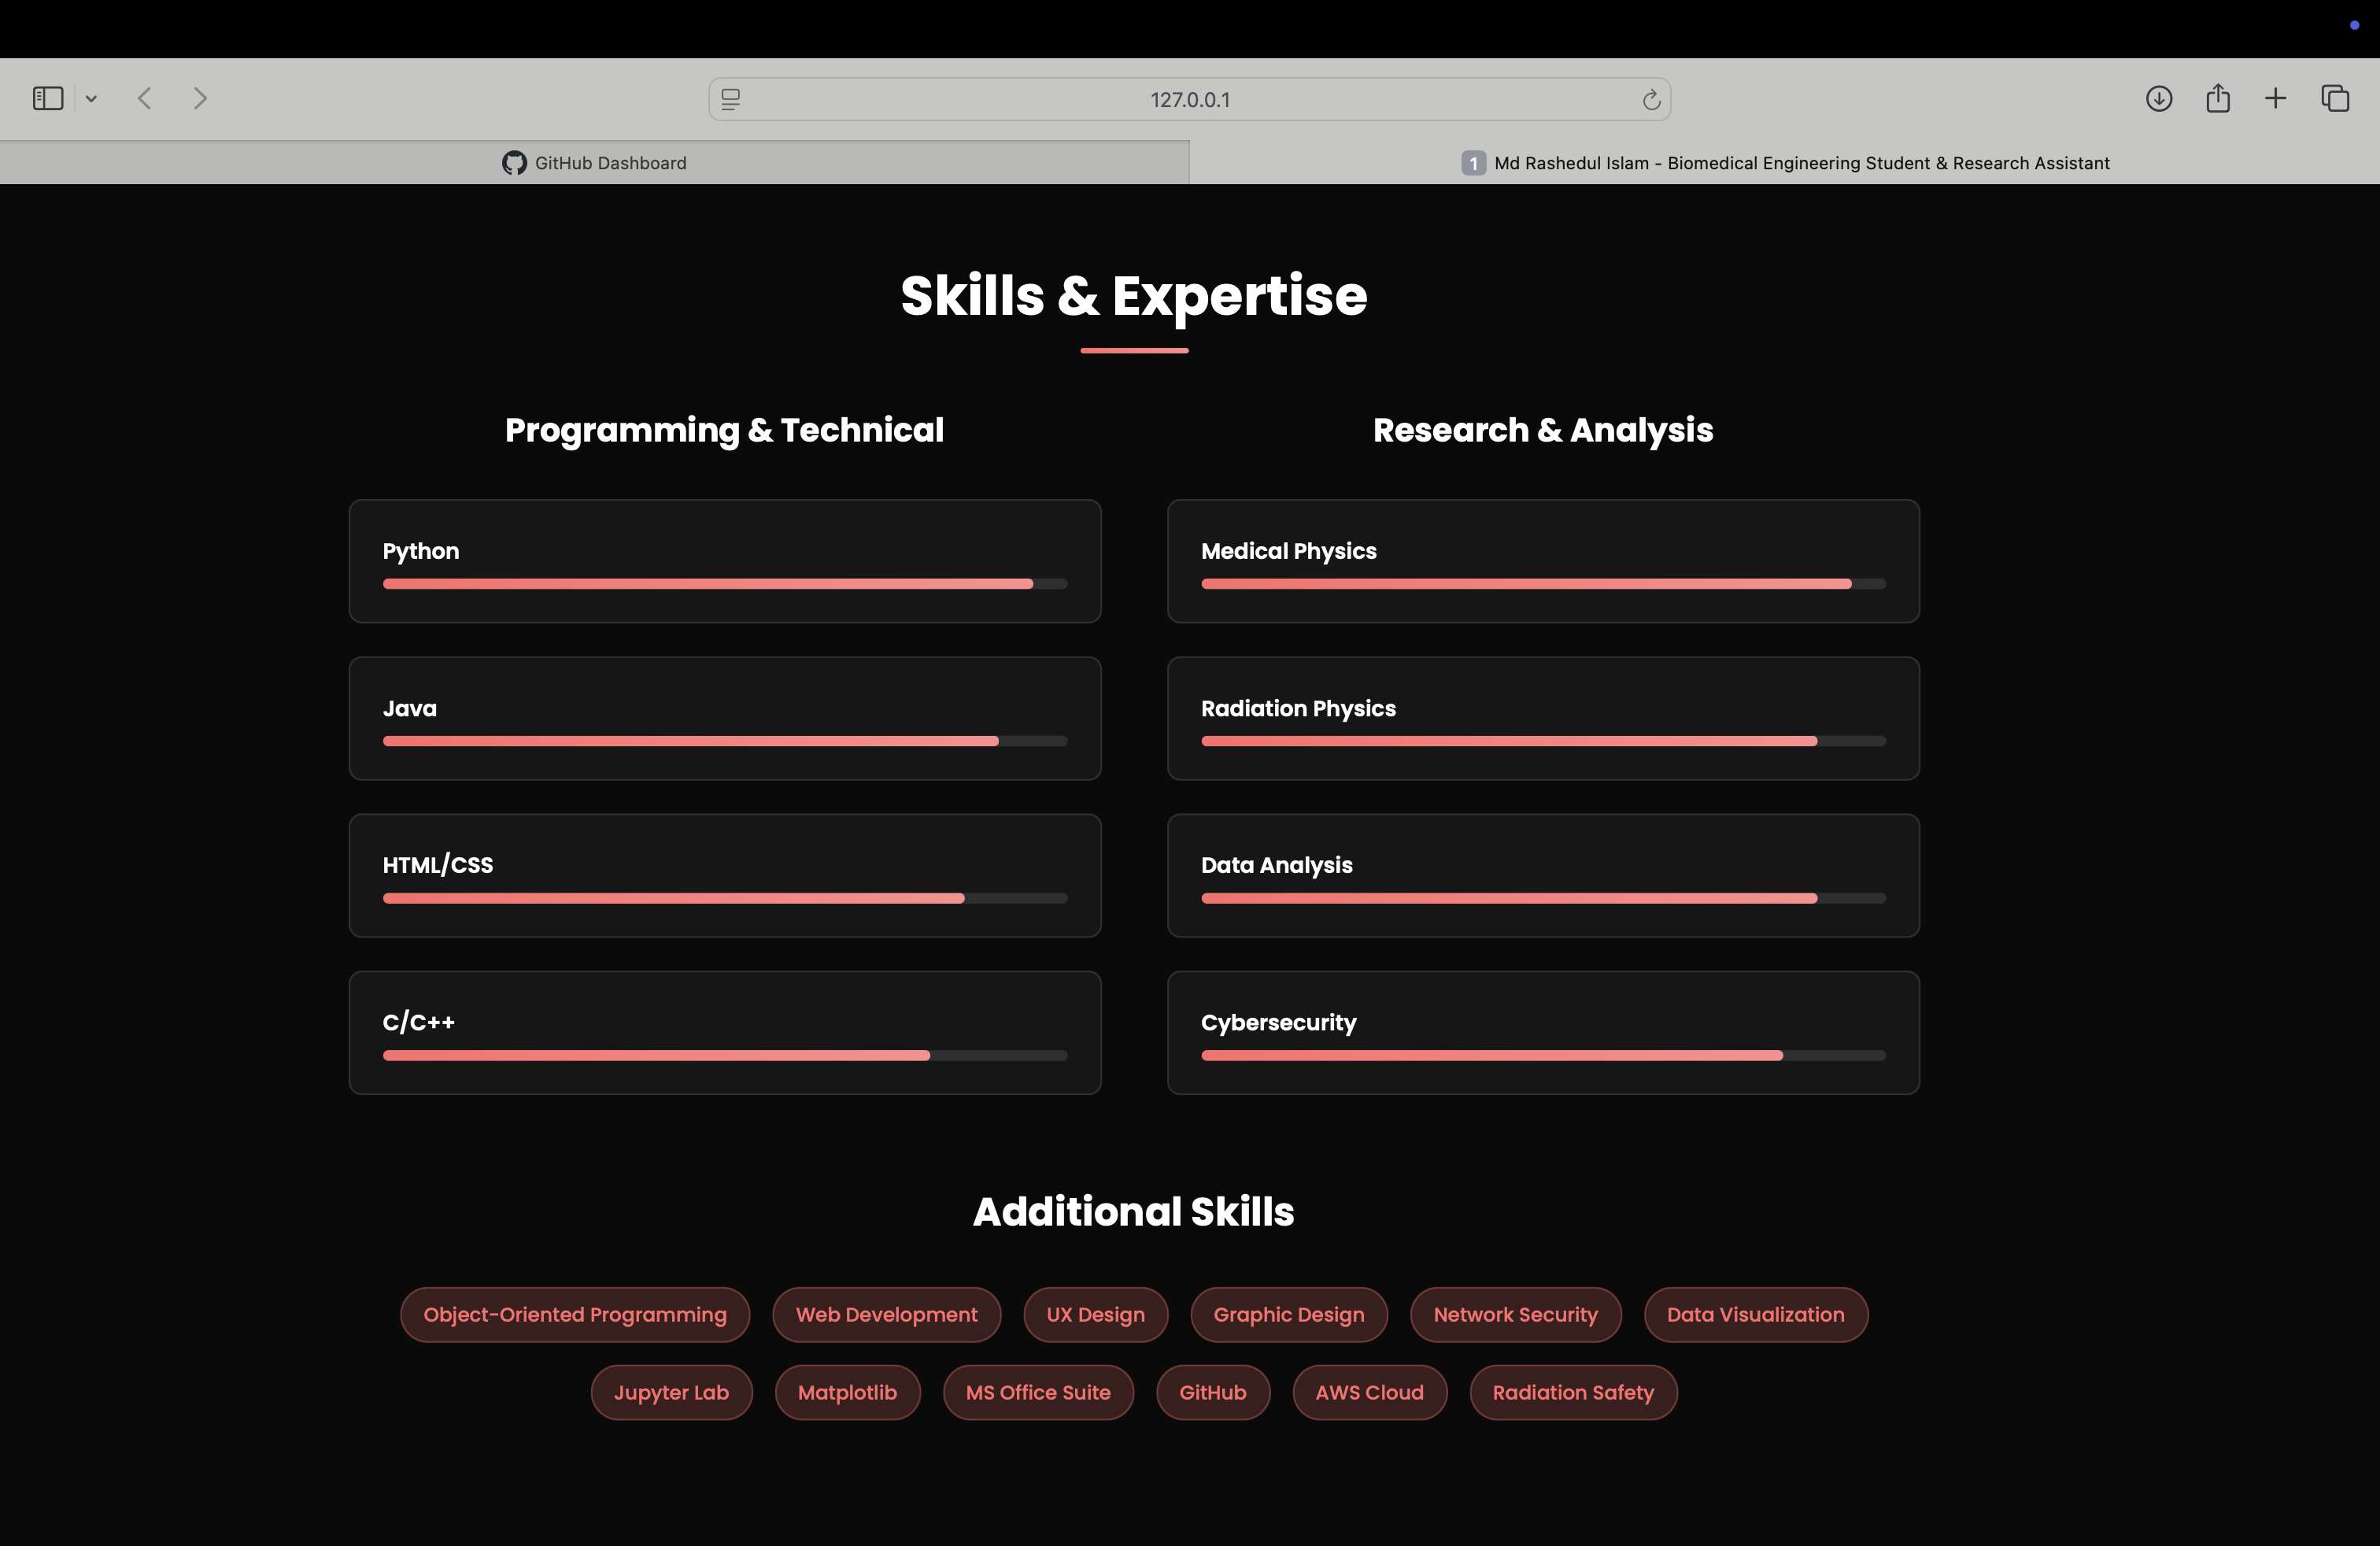 127.0.0.1
GitHub Dashboard
1 Md Rashedul Islam - Biomedical Engineering Student & Research Assistant
Skills & Expertise
Programming & Technical
Python
Java
HTML/CSS
C/C++
Research & Analysis
Medical Physics
Radiation Physics
Data Analysis
Cybersecurity
Additional Skills
Object-Oriented Programming Web Development UX Design Graphic Design Network Security Data Visualization
Jupyter Lab Matplotlib MS Office Suite GitHub AWS Cloud Radiation Safety